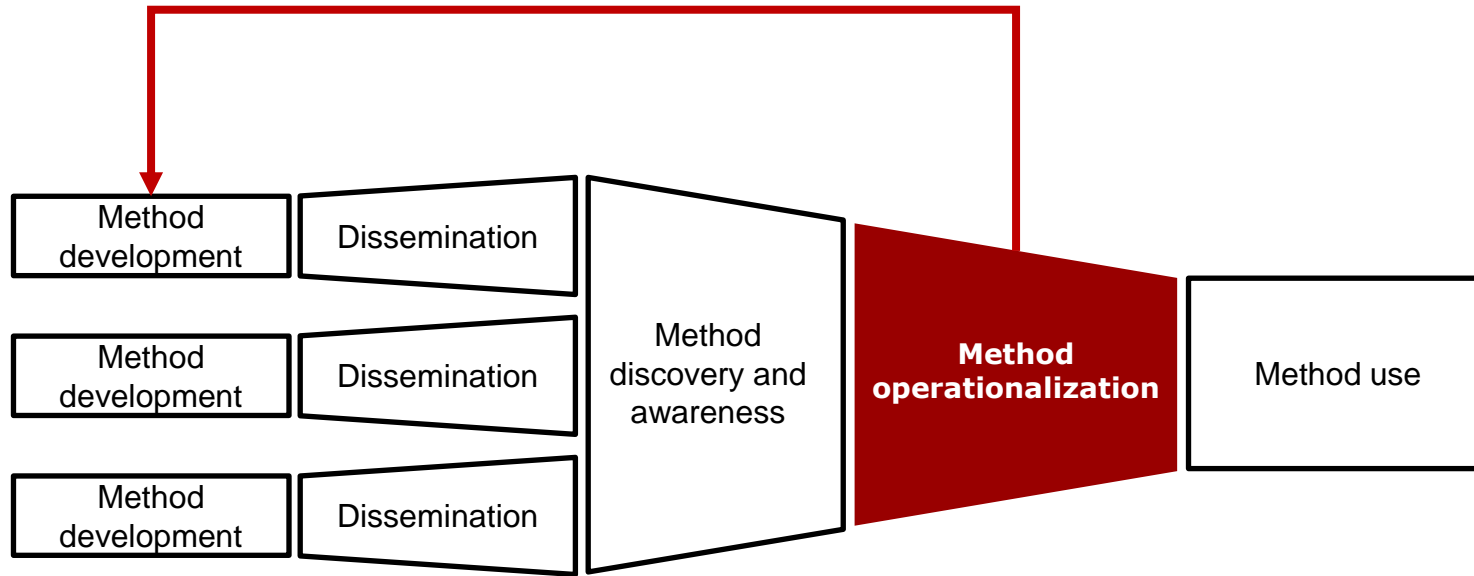 Method
development
Dissemination
Method
development
Dissemination
Method
development
Dissemination
Method
discovery and
awareness
Method
operationalization
Method use